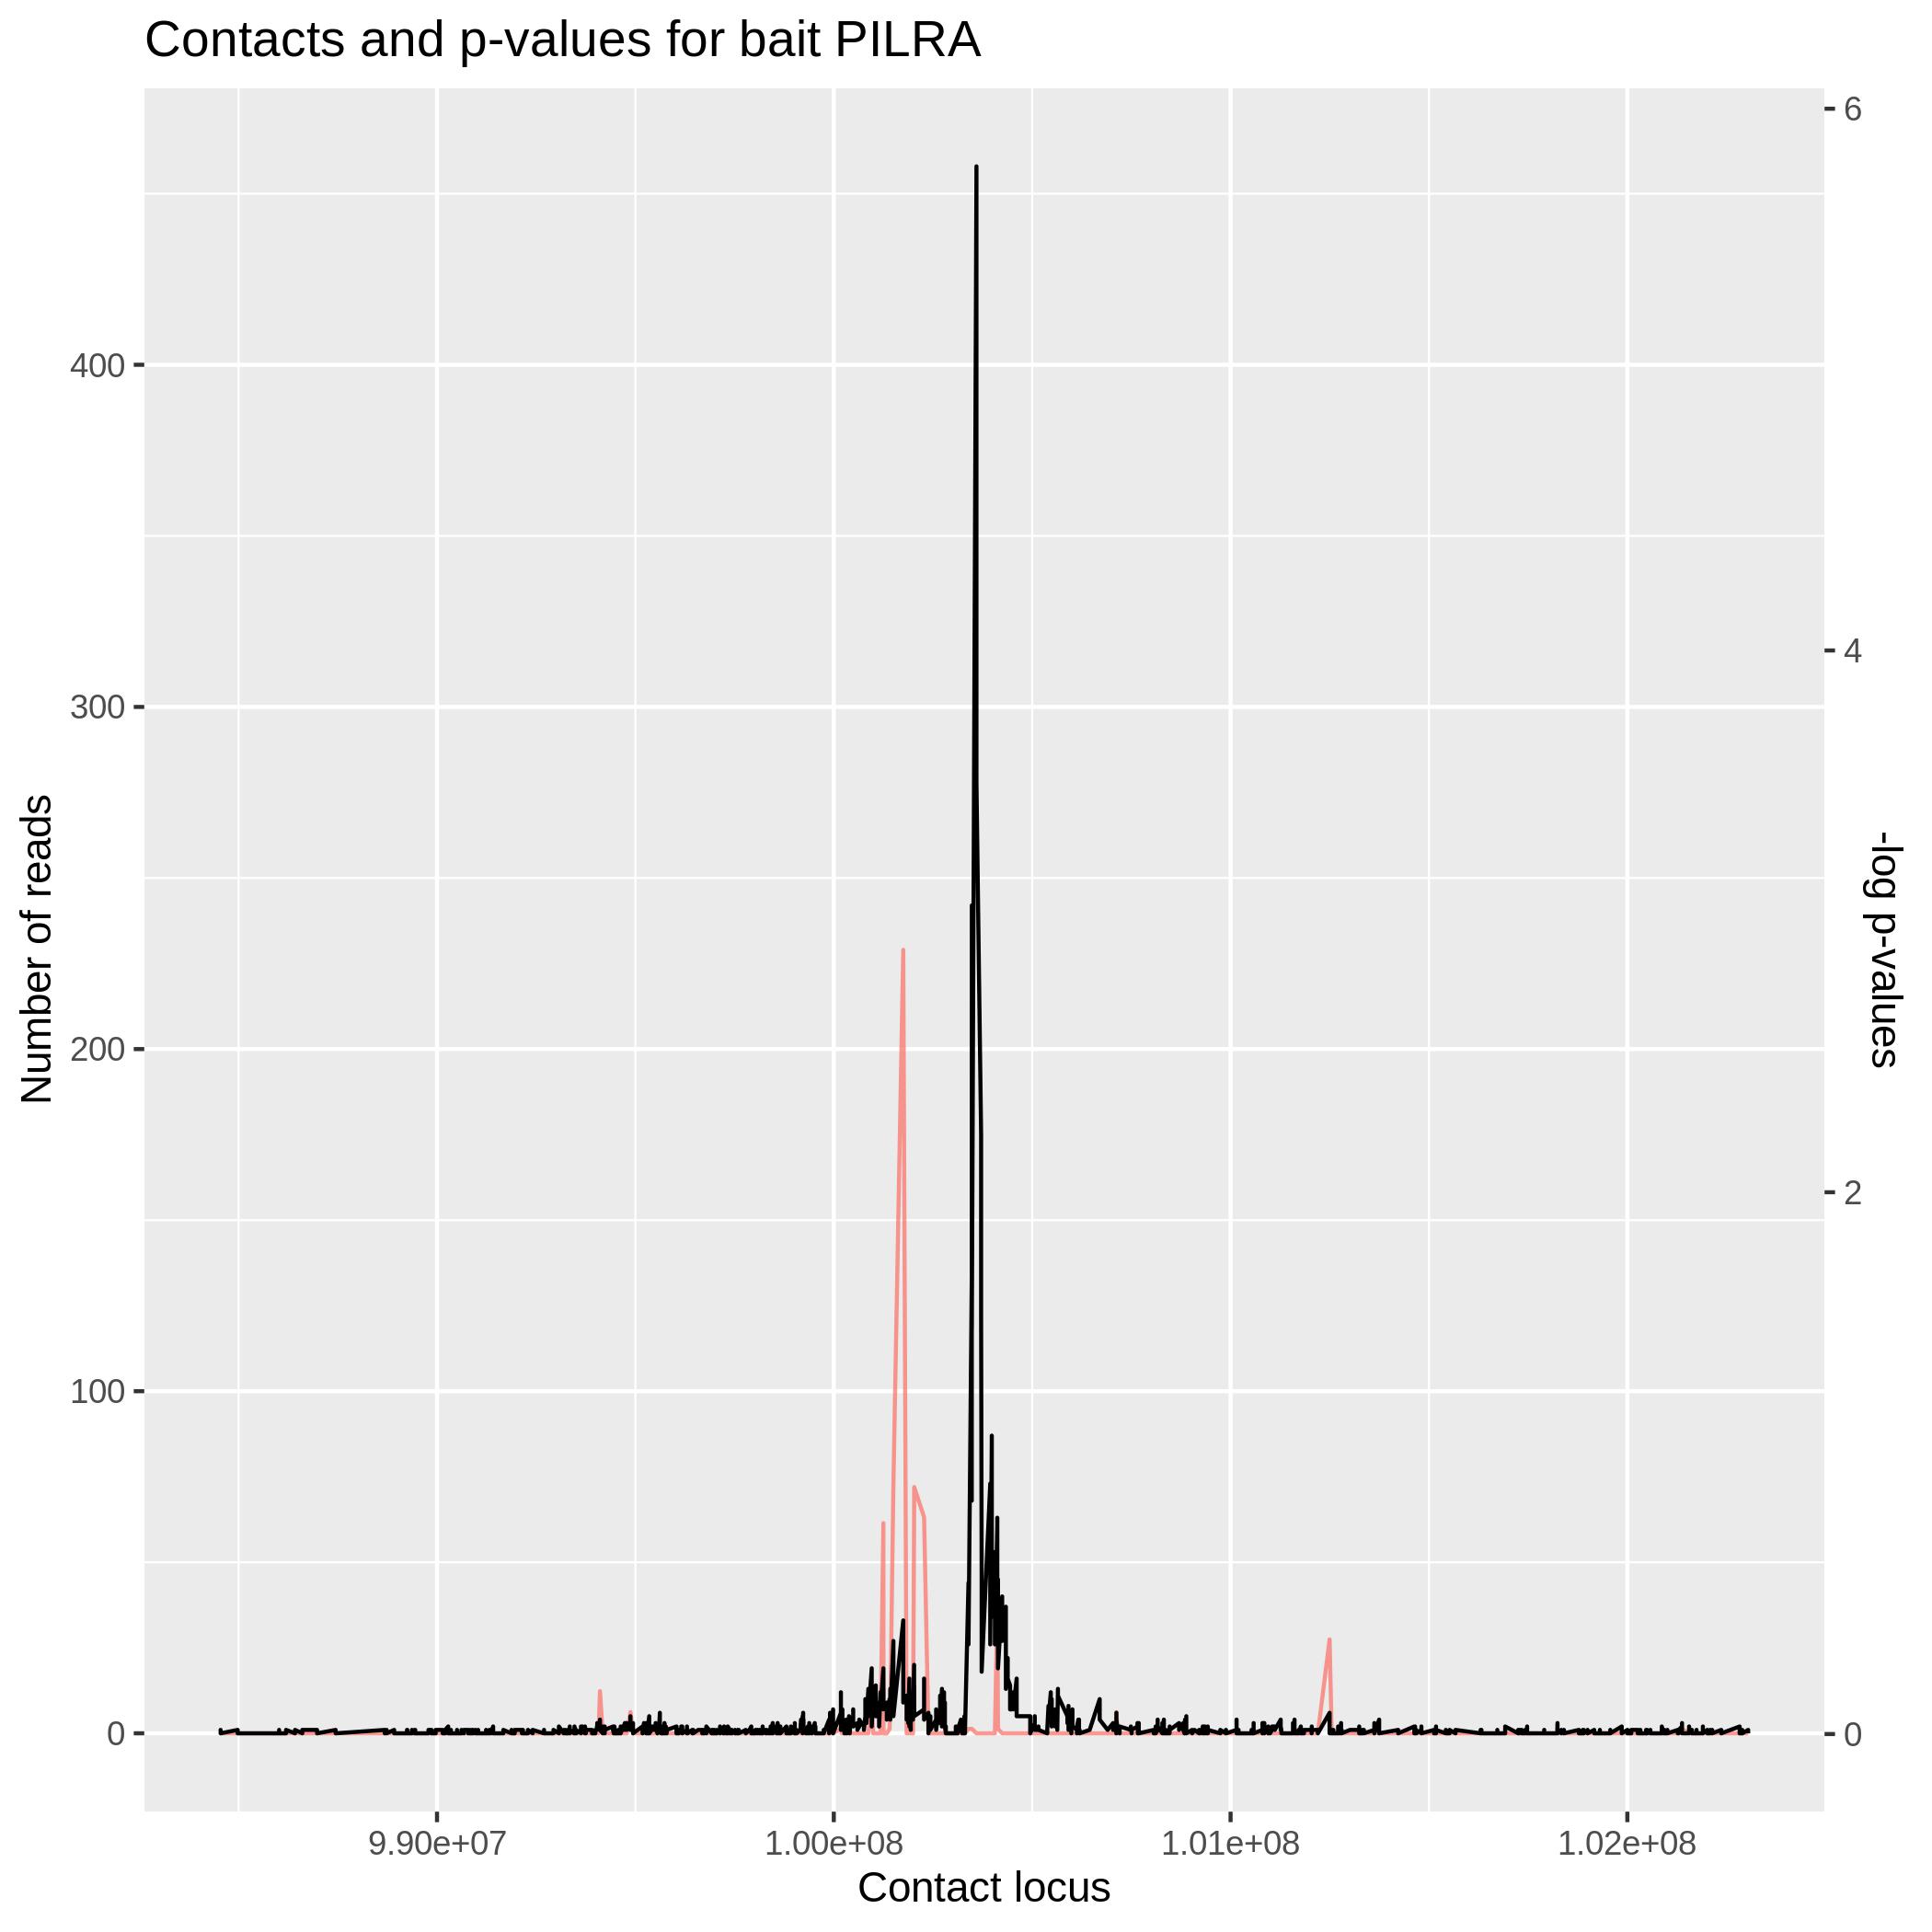 Contacts and p-values for bait PILRA
Number of reads
400
300
200
100
0
6
4
2
0
-log p-values
9.90e+07
1.00e+08
1.01e+08
1.02e+08
Contact locus